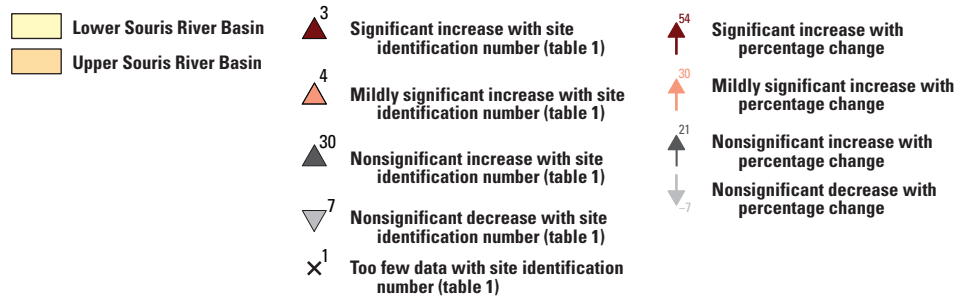 Lower Souris River Basin
Upper Souris River Basin
3
Significant increase with site
identification number (table 1)
4
Mildly significant increase with site
identification number (table 1)
30
Nonsignificant increase with site
identification number (table 1)
7
Nonsignificant decrease with site
identification number (table 1)
1
Too few data with site identification
number (table 1)
54
Significant increase with
percentage change
30
Mildly significant increase with
percentage change
21
Nonsignificant increase with
percentage change
Nonsignificant decrease with
percentage change
–7